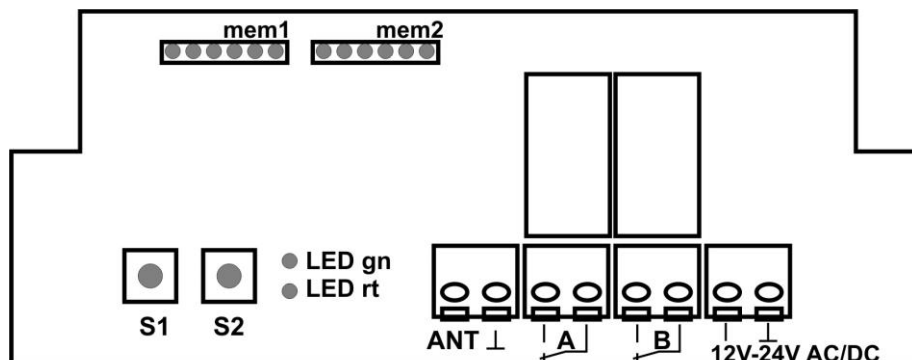 mem1 mem2
LED gn
LED rt
S1 S2
ANT ⊥ A B 12V-24V AC/DC